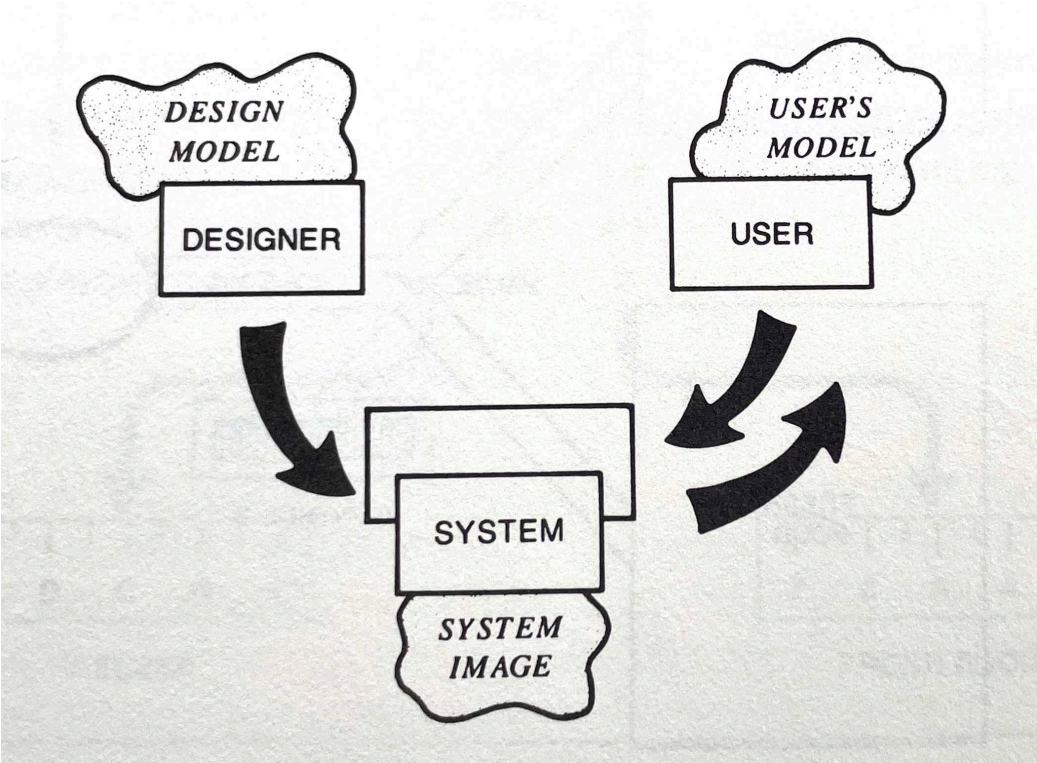 DESIGN
MODEL
DESIGNER
USER'S
MODEL
USER
SYSTEM
SYSTEM
IMAGE